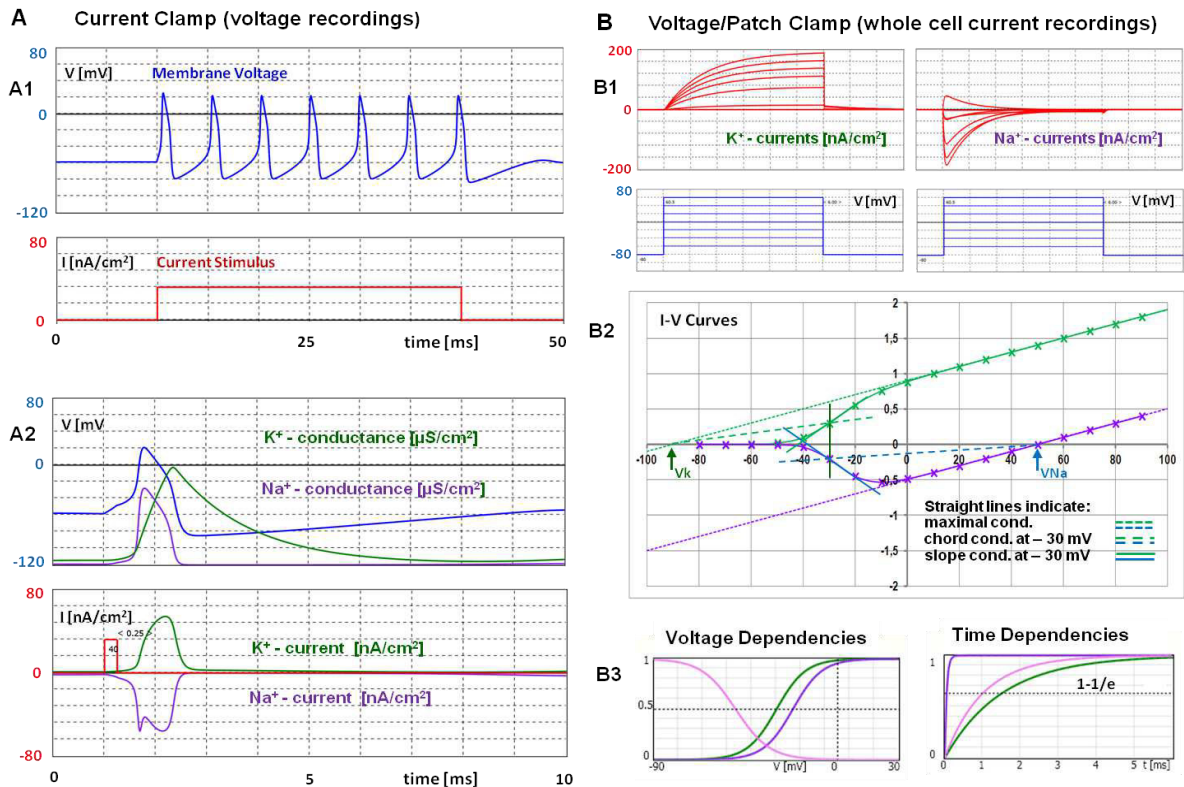 A
Current Clamp (voltage recordings)
80
V [mV]
Membrane Voltage
A1
0
-120
80
I [nA/cm²]
Current Stimulus
0
0
25
time [ms]
50
80
V [mV
K⁺ - conductance [µS/cm²]
A2
0
Na⁺ - conductance [µS/cm²]
-120
80
I [nA/cm²]
< 0.25 >
40
K⁺ - current [nA/cm²]
0
Na⁺ - current [nA/cm²]
-80
0
5
time [ms]
10
B
Voltage/Patch Clamp (whole cell current recordings)
200
B1
0
K⁺ - currents [nA/cm²]
Na⁺ - currents [nA/cm²]
-200
80
V [mV]
V [mV]
< 6.00 >
< 6.00 >
-80
B2
I-V Curves
2
1.5
1
0,5
0
-0.5
-1
-1.5
-2
-100
-80
-60
-40
-20
0
20
40
60
80
100
Vk
VNa
Straight lines indicate:
maximal cond.
chord cond. at – 30 mV
slope cond. at – 30 mV
B3
Voltage Dependencies
1
0.5
0
-90
V [mV]
0
30
Time Dependencies
1
1-1/e
0
0
1
2
3
4
5
t [ms]